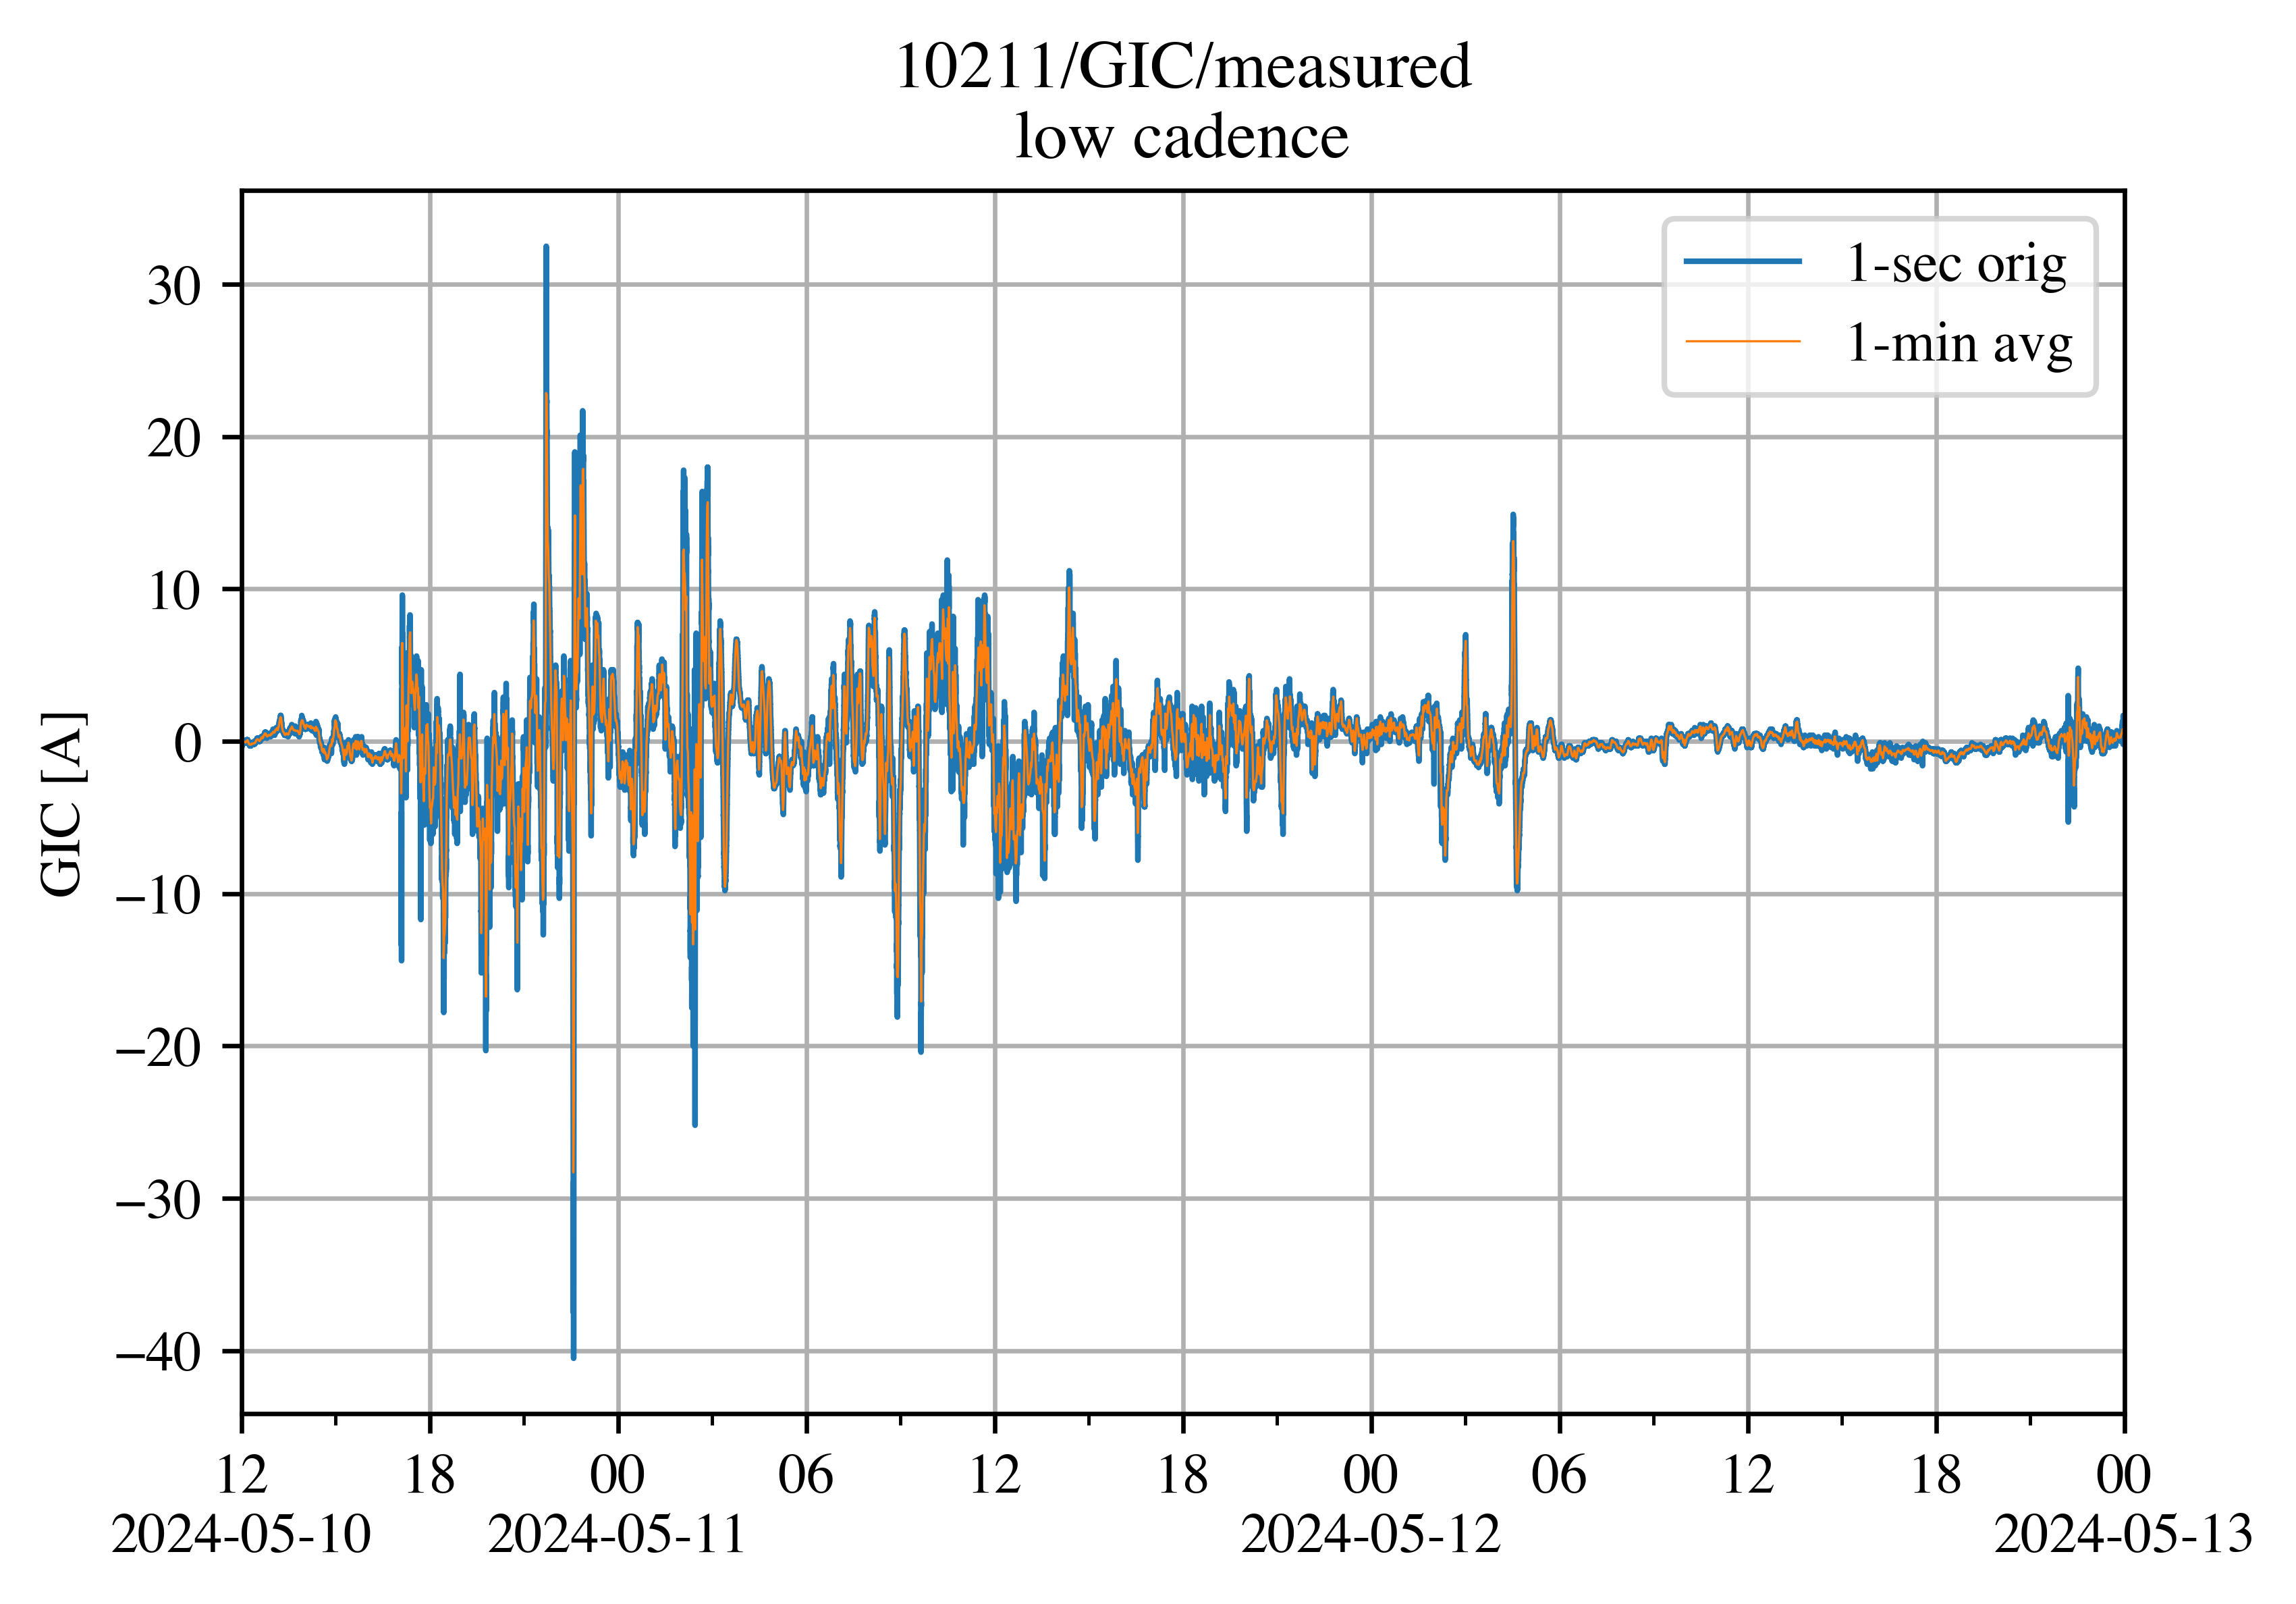 10211/GIC/measured
low cadence
1-sec orig
1-min avg
GIC [A]
30
20
10
0
−10
−20
−30
−40
12 18 00 06 12 18 00 06 12 18 00
2024-05-10 2024-05-11 2024-05-12 2024-05-13